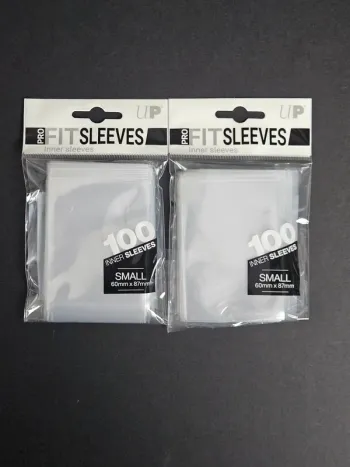 UP
PRO FIT SLEEVES
inner sleeves
100
INNER SLEEVES
SMALL
60mm x 87mm
UP
PRO FIT SLEEVES
inner sleeves
100
INNER SLEEVES
SMALL
60mm x 87mm